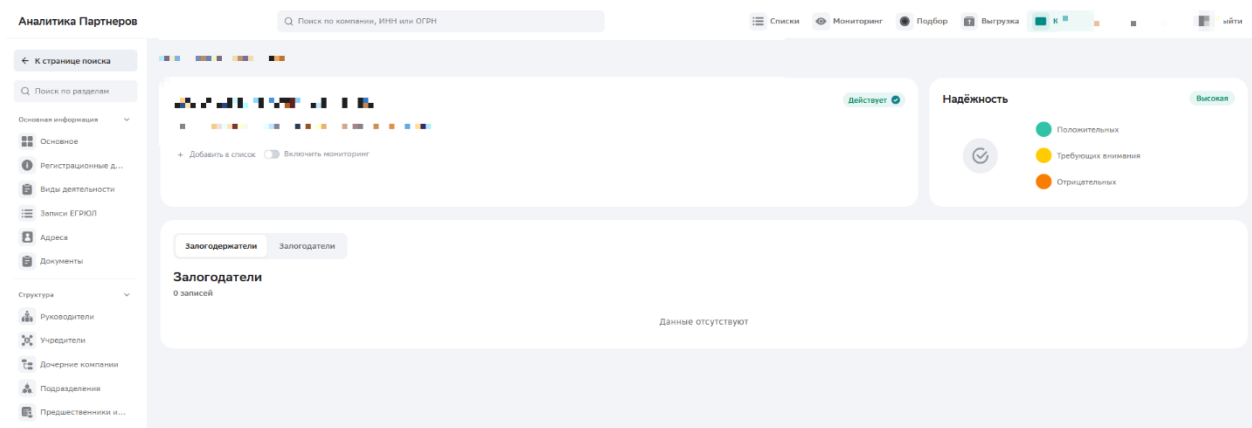 Аналитика Партнеров
Поиск по компании, ИНН или ОГРН
Списки
Мониторинг
Подбор
Выгрузка
К
ыйти
← К странице поиска
Поиск по разделам
Основная информация
Основное
Регистрационные д...
Виды деятельности
Записи ЕГРЮЛ
Адреса
Документы
Структура
Руководители
Учредители
Дочерние компании
Подразделения
Предшественники и...
Действует
+ Добавить в список
Включить мониторинг
Надёжность
Высокая
Положительных
Требующих внимания
Отрицательных
Залогодержатели
Залогодатели
Залогодатели
0 записей
Данные отсутствуют